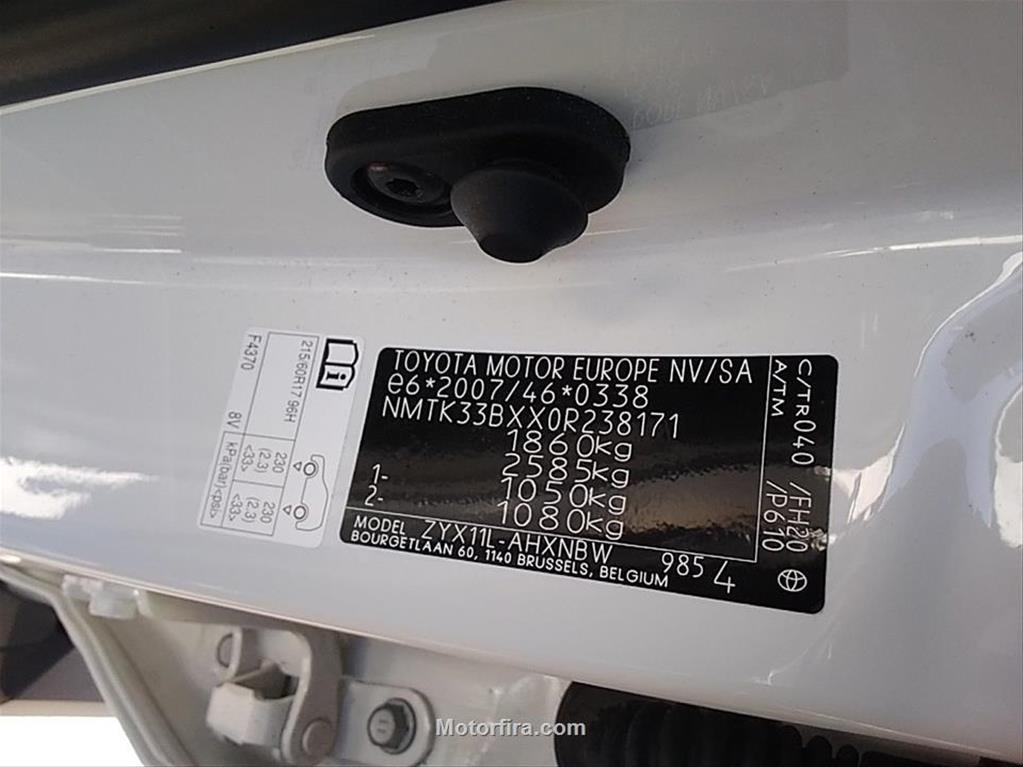 TOYOTA MOTOR EUROPE NV/SA
e6*2007/46*0338
NMTK33BXX0R238171
1860kg
2585kg
1- 1050kg
2- 1080kg
MODEL ZYX11L-AHXNBW 985 4
BOURGETLAAN 60, 1140 BRUSSELS, BELGIUM
C/TR040 /FH20
A/TM /P610
i
215/60R17 96H
230 (2.3) <33>
230 (2.3) <33>
kPa(bar)<psi>
F4370 8V
Motorfira.com